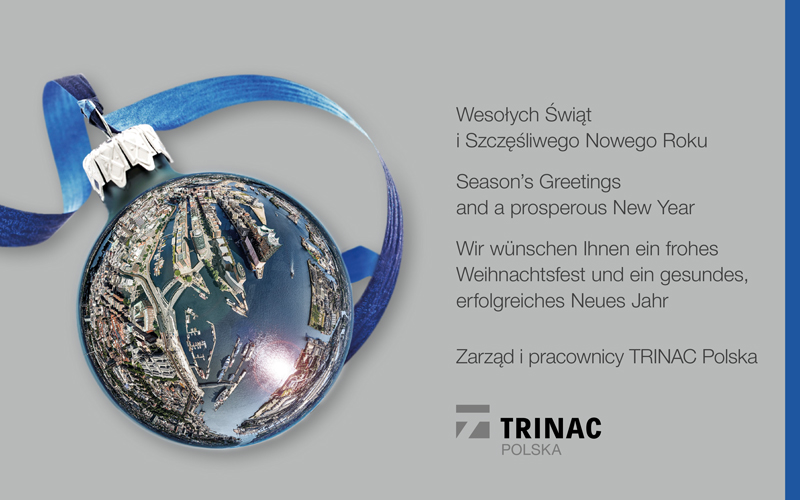 Wesołych Świąt
i Szczęśliwego Nowego Roku
Season's Greetings
and a prosperous New Year
Wir wünschen Ihnen ein frohes
Weihnachtsfest und ein gesundes,
erfolgreiches Neues Jahr
Zarząd i pracownicy TRINAC Polska
TRINAC
POLSKA